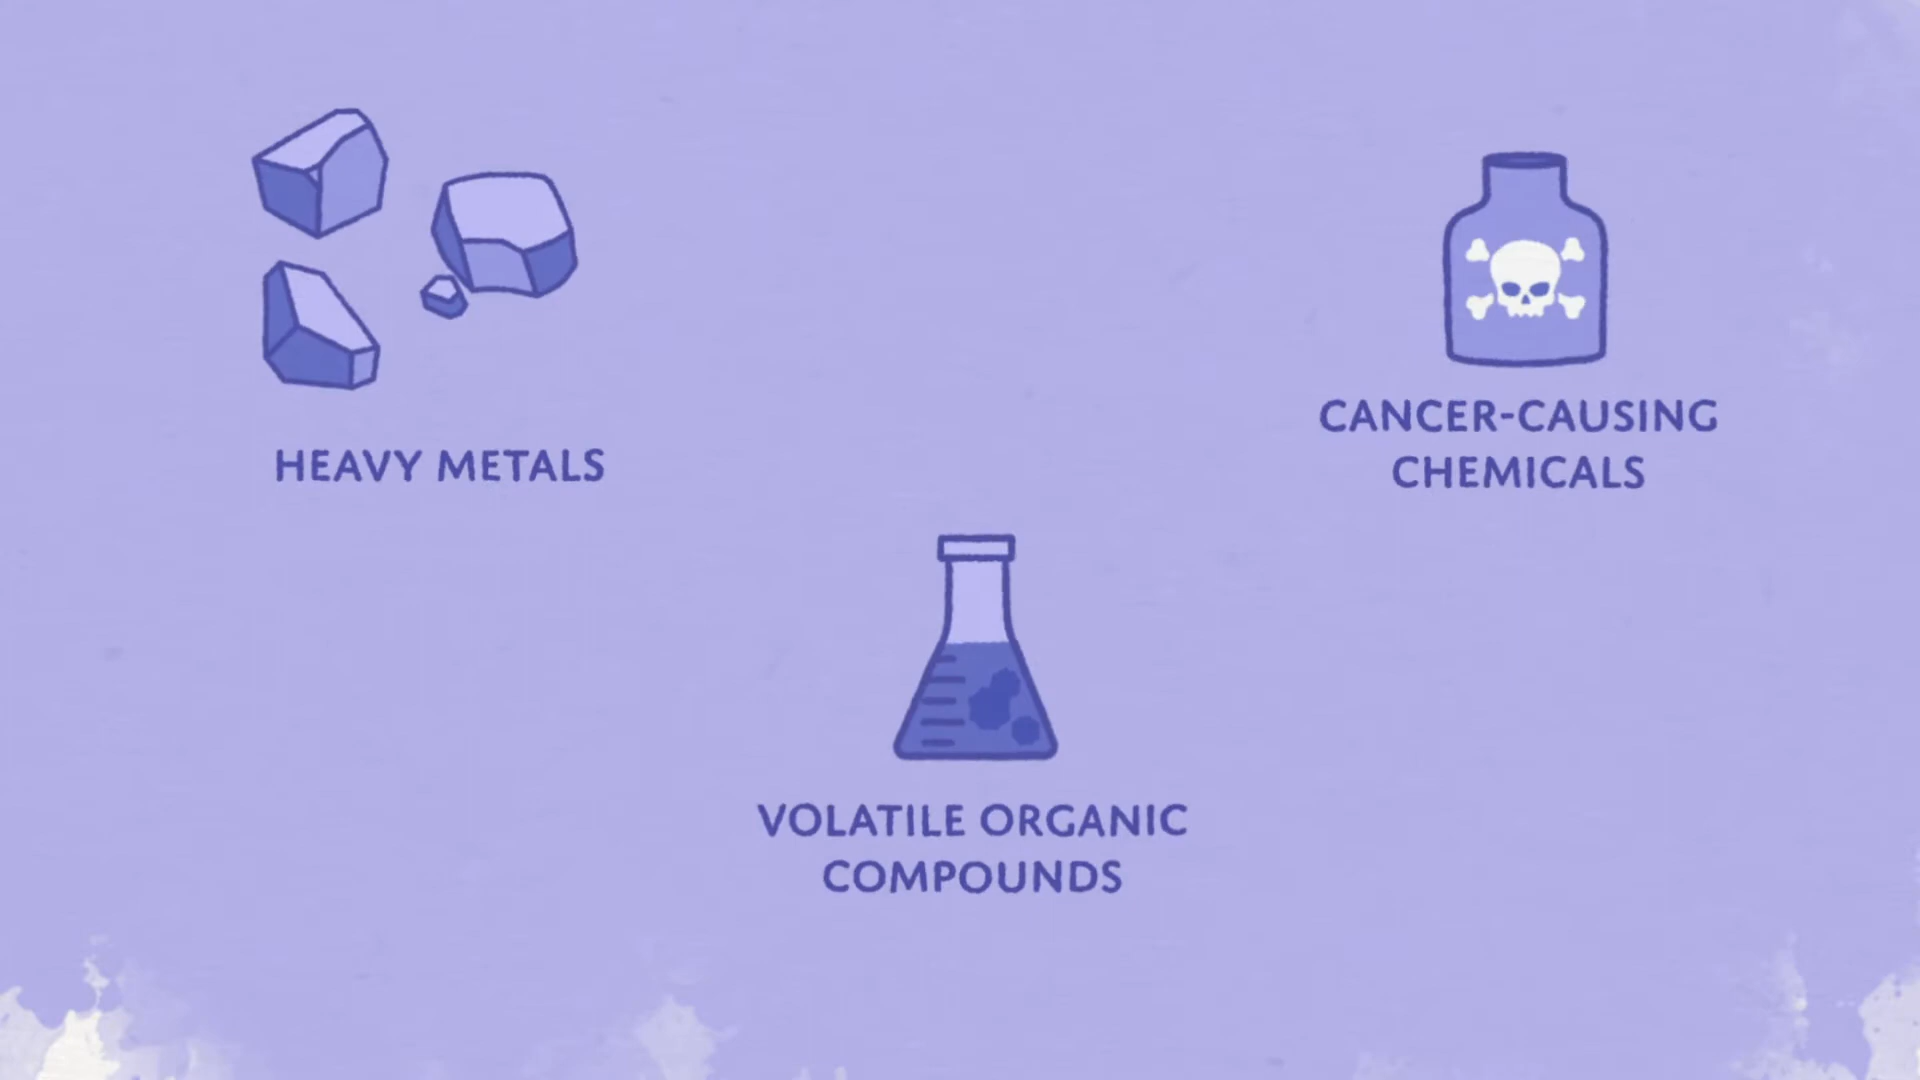 HEAVY METALS
CANCER-CAUSING
CHEMICALS
VOLATILE ORGANIC
COMPOUNDS